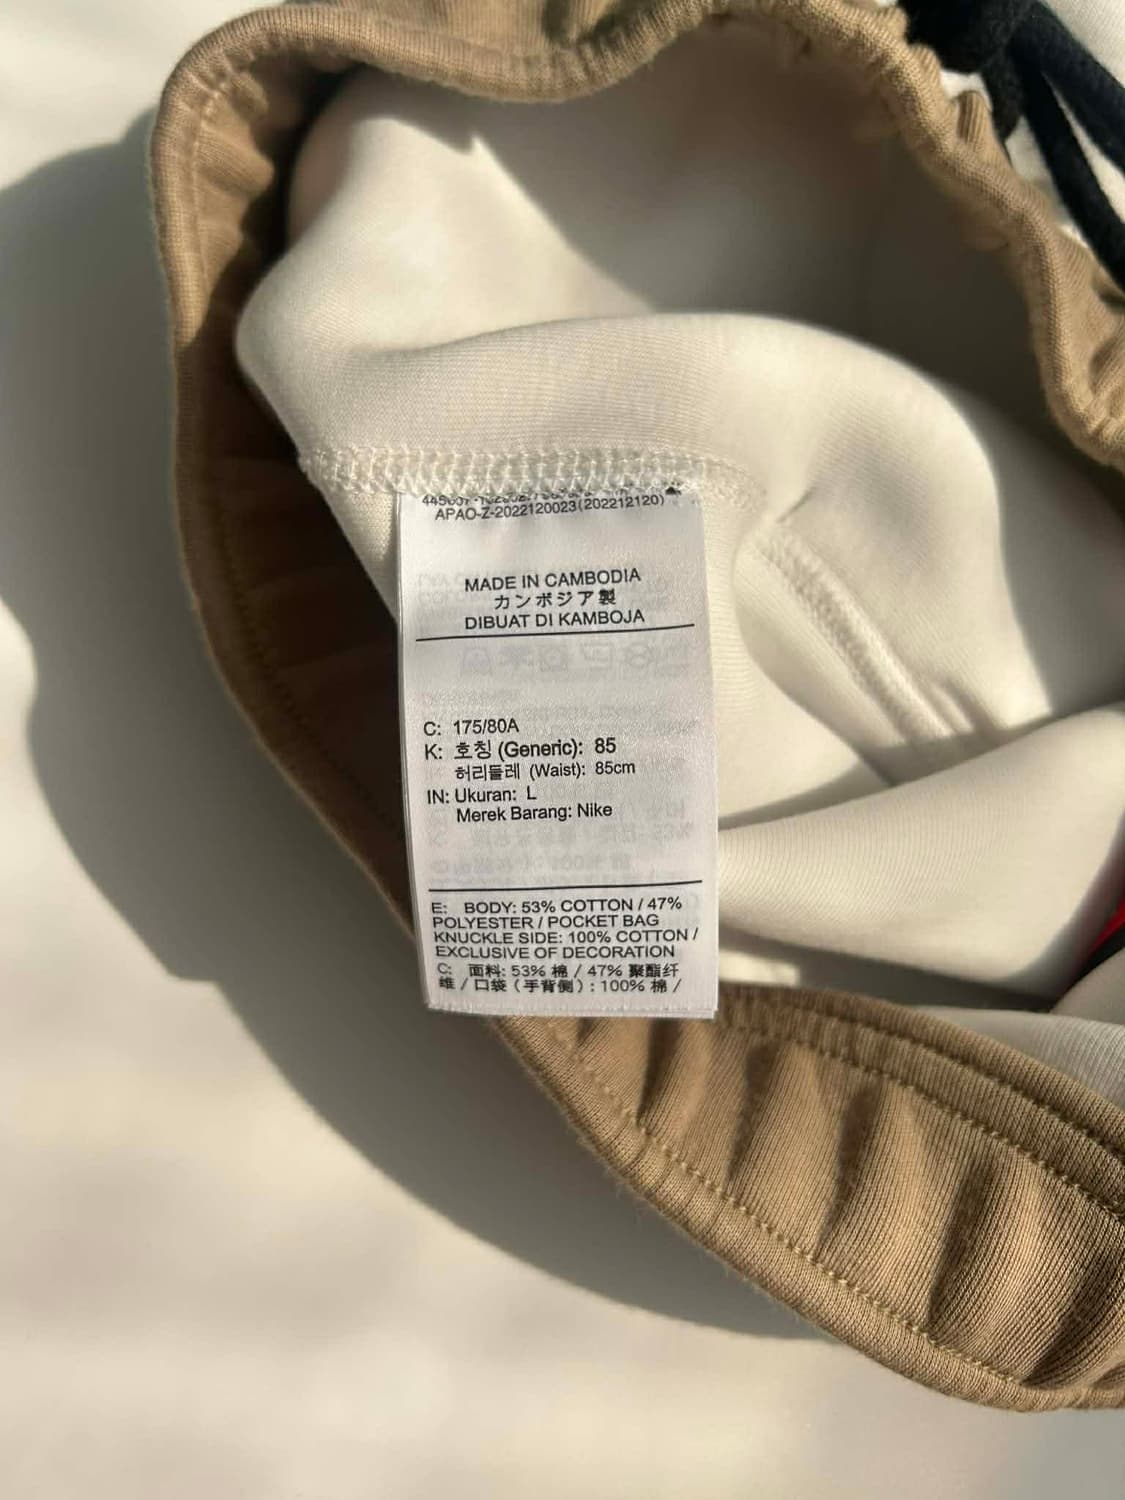 APAO-Z-2022120023(202212120)
MADE IN CAMBODIA
カンボジア製
DIBUAT DI KAMBOJA
C: 175/80A
K: 호칭 (Generic): 85
허리둘레 (Waist): 85cm
IN: Ukuran: L
Merek Barang: Nike
E: BODY: 53% COTTON / 47%
POLYESTER / POCKET BAG
KNUCKLE SIDE: 100% COTTON /
EXCLUSIVE OF DECORATION
C: 面料: 53% 棉 / 47% 聚酯纤
维 / 口袋 (手背侧) : 100% 棉 /